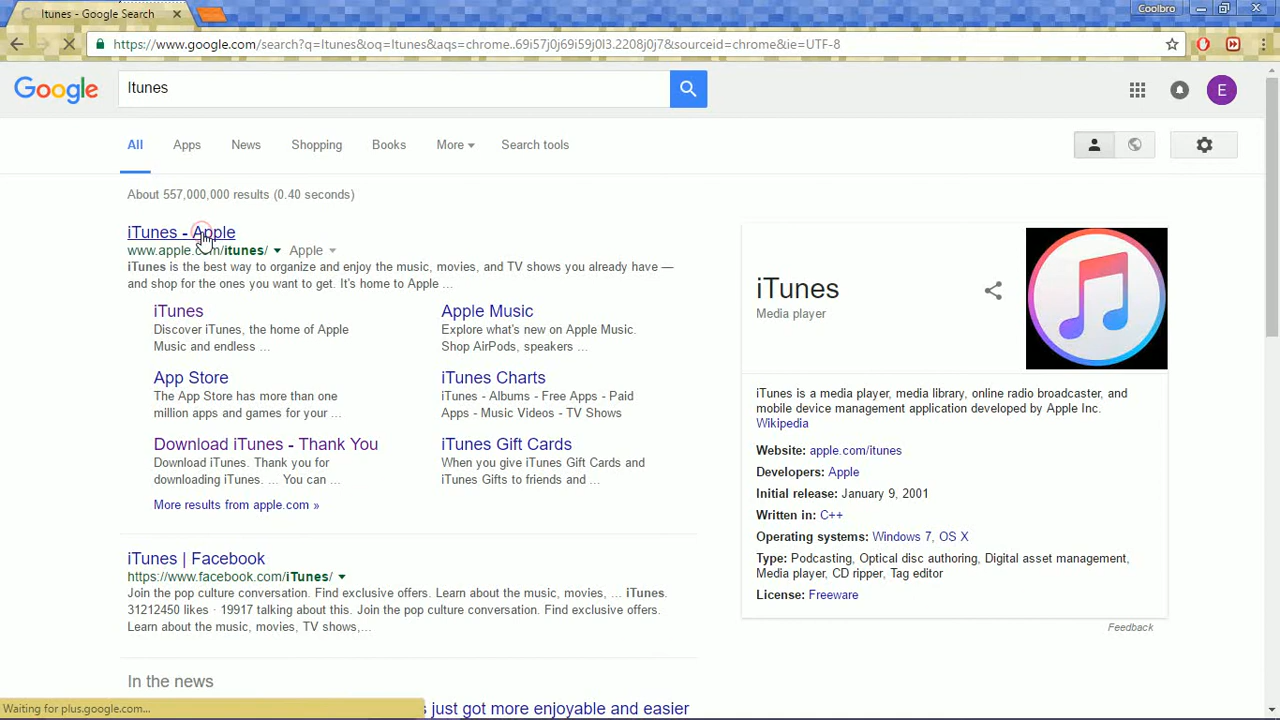 Itunes - Google Search
Coolbro
https://www.google.com/search?q=Itunes&oq=Itunes&aqs=chrome..69i57j0j69i59j0l3.2208j0j7&sourceid=chrome&ie=UTF-8
Google
Itunes
E
All Apps News Shopping Books More Search tools
About 557,000,000 results (0.40 seconds)
iTunes - Apple
www.apple.com/itunes/ Apple
iTunes is the best way to organize and enjoy the music, movies, and TV shows you already have —
and shop for the ones you want to get. It's home to Apple ...
iTunes
Discover iTunes, the home of Apple
Music and endless ...
Apple Music
Explore what's new on Apple Music.
Shop AirPods, speakers ...
App Store
The App Store has more than one
million apps and games for your ...
iTunes Charts
iTunes - Albums - Free Apps - Paid
Apps - Music Videos - TV Shows
Download iTunes - Thank You
Download iTunes. Thank you for
downloading iTunes. ... You can ...
iTunes Gift Cards
When you give iTunes Gift Cards and
iTunes Gifts to friends and ...
More results from apple.com »
iTunes | Facebook
https://www.facebook.com/iTunes/
Join the pop culture conversation. Find exclusive offers. Learn about the music, movies, ... iTunes.
31212450 likes · 19917 talking about this. Join the pop culture conversation. Find exclusive offers.
Learn about the music, movies, TV shows,...
In the news
just got more enjoyable and easier
iTunes
Media player
iTunes is a media player, media library, online radio broadcaster, and
mobile device management application developed by Apple Inc.
Wikipedia
Website: apple.com/itunes
Developers: Apple
Initial release: January 9, 2001
Written in: C++
Operating systems: Windows 7, OS X
Type: Podcasting, Optical disc authoring, Digital asset management,
Media player, CD ripper, Tag editor
License: Freeware
Feedback
Waiting for plus.google.com...